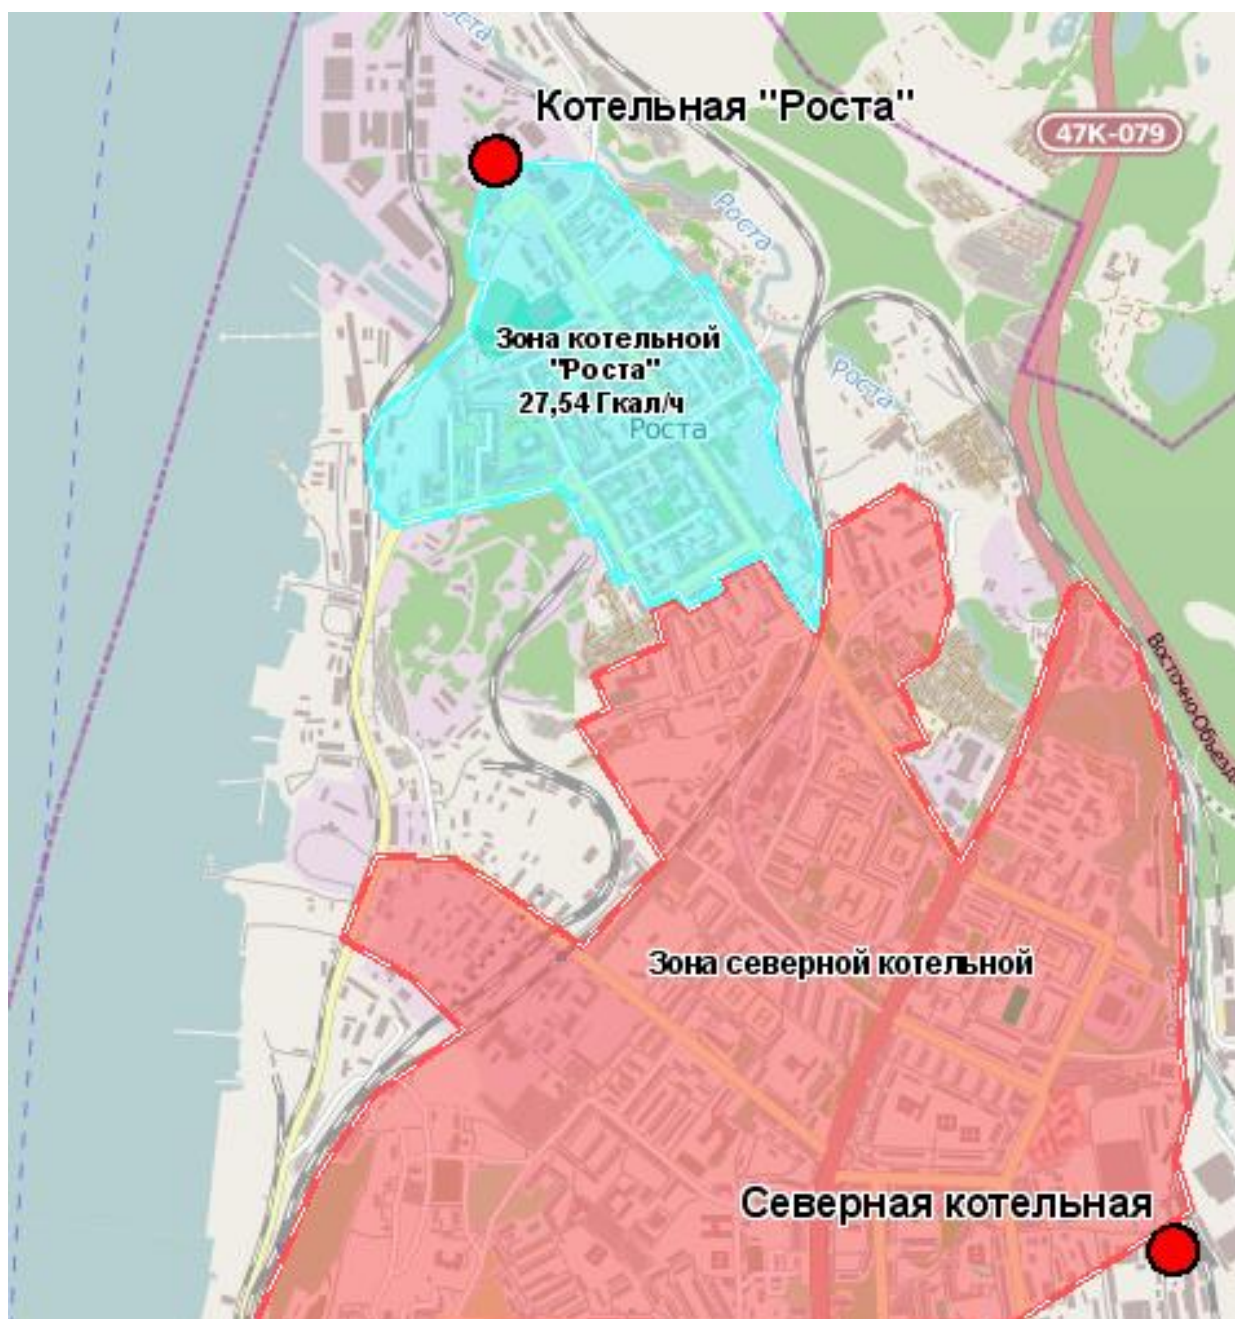 Роста
Котельная "Роста"
47К-079
Роста
Зона котельной
"Роста"
27,54 Гкал/ч
Роста
Роста
Восточно-Объезд
Зона северной котельной
Северная котельная